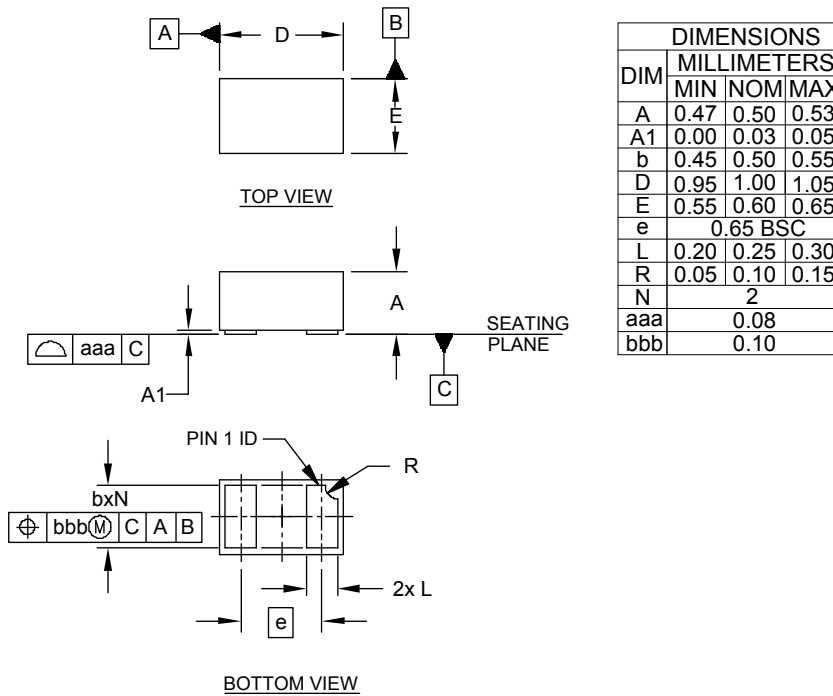 A
D
B
E
TOP VIEW
A
SEATING
PLANE
aaa C
A1
C
PIN 1 ID
R
bxN
bbbⓂ C A B
2x L
e
BOTTOM VIEW
DIMENSIONS
DIM MILLIMETERS
MIN NOM MAX
A 0.47 0.50 0.53
A1 0.00 0.03 0.05
b 0.45 0.50 0.55
D 0.95 1.00 1.05
E 0.55 0.60 0.65
e 0.65 BSC
L 0.20 0.25 0.30
R 0.05 0.10 0.15
N 2
aaa 0.08
bbb 0.10